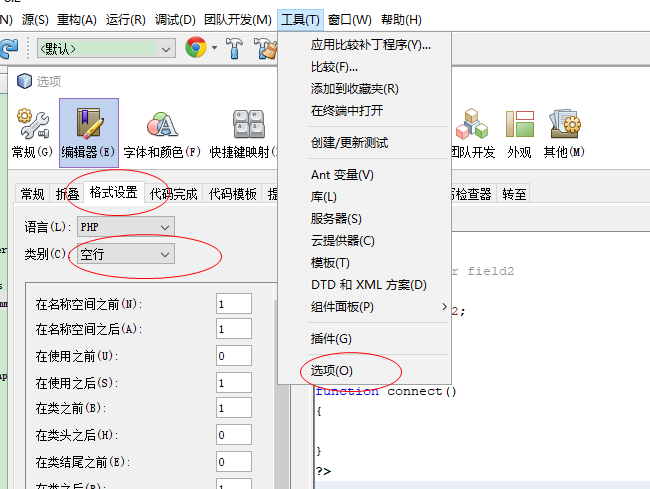 源(S) 重构(A) 运行(R) 调试(D) 团队开发(M) 工具(T) 窗口(W) 帮助(H)
<默认>
选项
常规(G) 编辑器(E) 字体和颜色(F) 快捷键映射 团队开发 外观 其他(M)
常规 折叠 格式设置 代码完成 代码模板 检查器 转至
语言(L): PHP
类别(C): 空行
在名称空间之前(N): 1
在名称空间之后(A): 1
在使用之前(U): 0
在使用之后(S): 1
在类之前(B): 1
在类头之后(H): 0
在类结尾之前(E): 0
应用比较补丁程序(Y)...
比较(F)...
添加到收藏夹(R)
在终端中打开
创建/更新测试
Ant 变量(V)
库(L)
服务器(S)
云提供器(C)
模板(T)
DTD 和 XML 方案(D)
组件面板(P)
插件(G)
选项(O)
r field2
2;
function connect()
{
}
?>